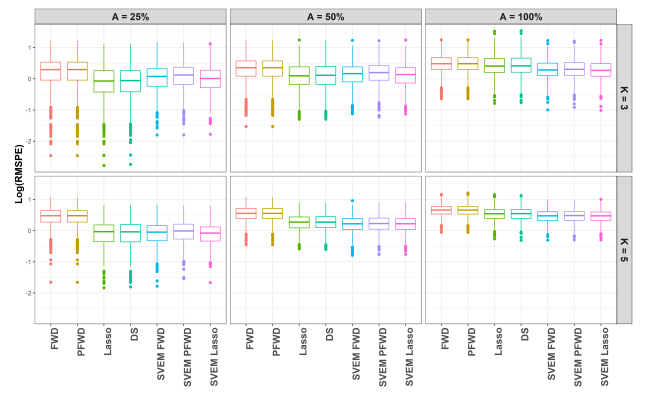 A = 25%
A = 50%
A = 100%
Log(RMSPE)
1
0
-1
-2
K = 3
1
0
-1
-2
K = 5
FWD
PFWD
Lasso
DS
SVEM FWD
SVEM PFWD
SVEM Lasso
FWD
PFWD
Lasso
DS
SVEM FWD
SVEM PFWD
SVEM Lasso
FWD
PFWD
Lasso
DS
SVEM FWD
SVEM PFWD
SVEM Lasso